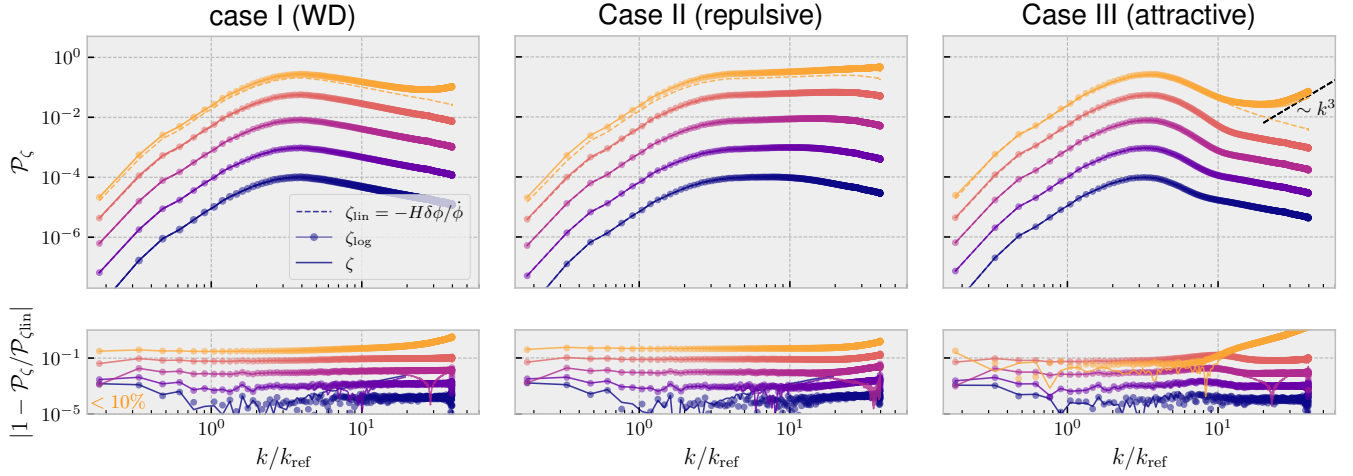 case I (WD)
Case II (repulsive)
Case III (attractive)
𝒫_ζ
10^0
10^−2
10^−4
10^−6
ζ_lin = −Hδϕ/ϕ̇
ζ_log
ζ
∼ k^3
|1 − 𝒫_ζ/𝒫_ζlin|
10^−1
10^−5
< 10%
10^0
10^1
10^0
10^1
10^0
10^1
k/k_ref
k/k_ref
k/k_ref